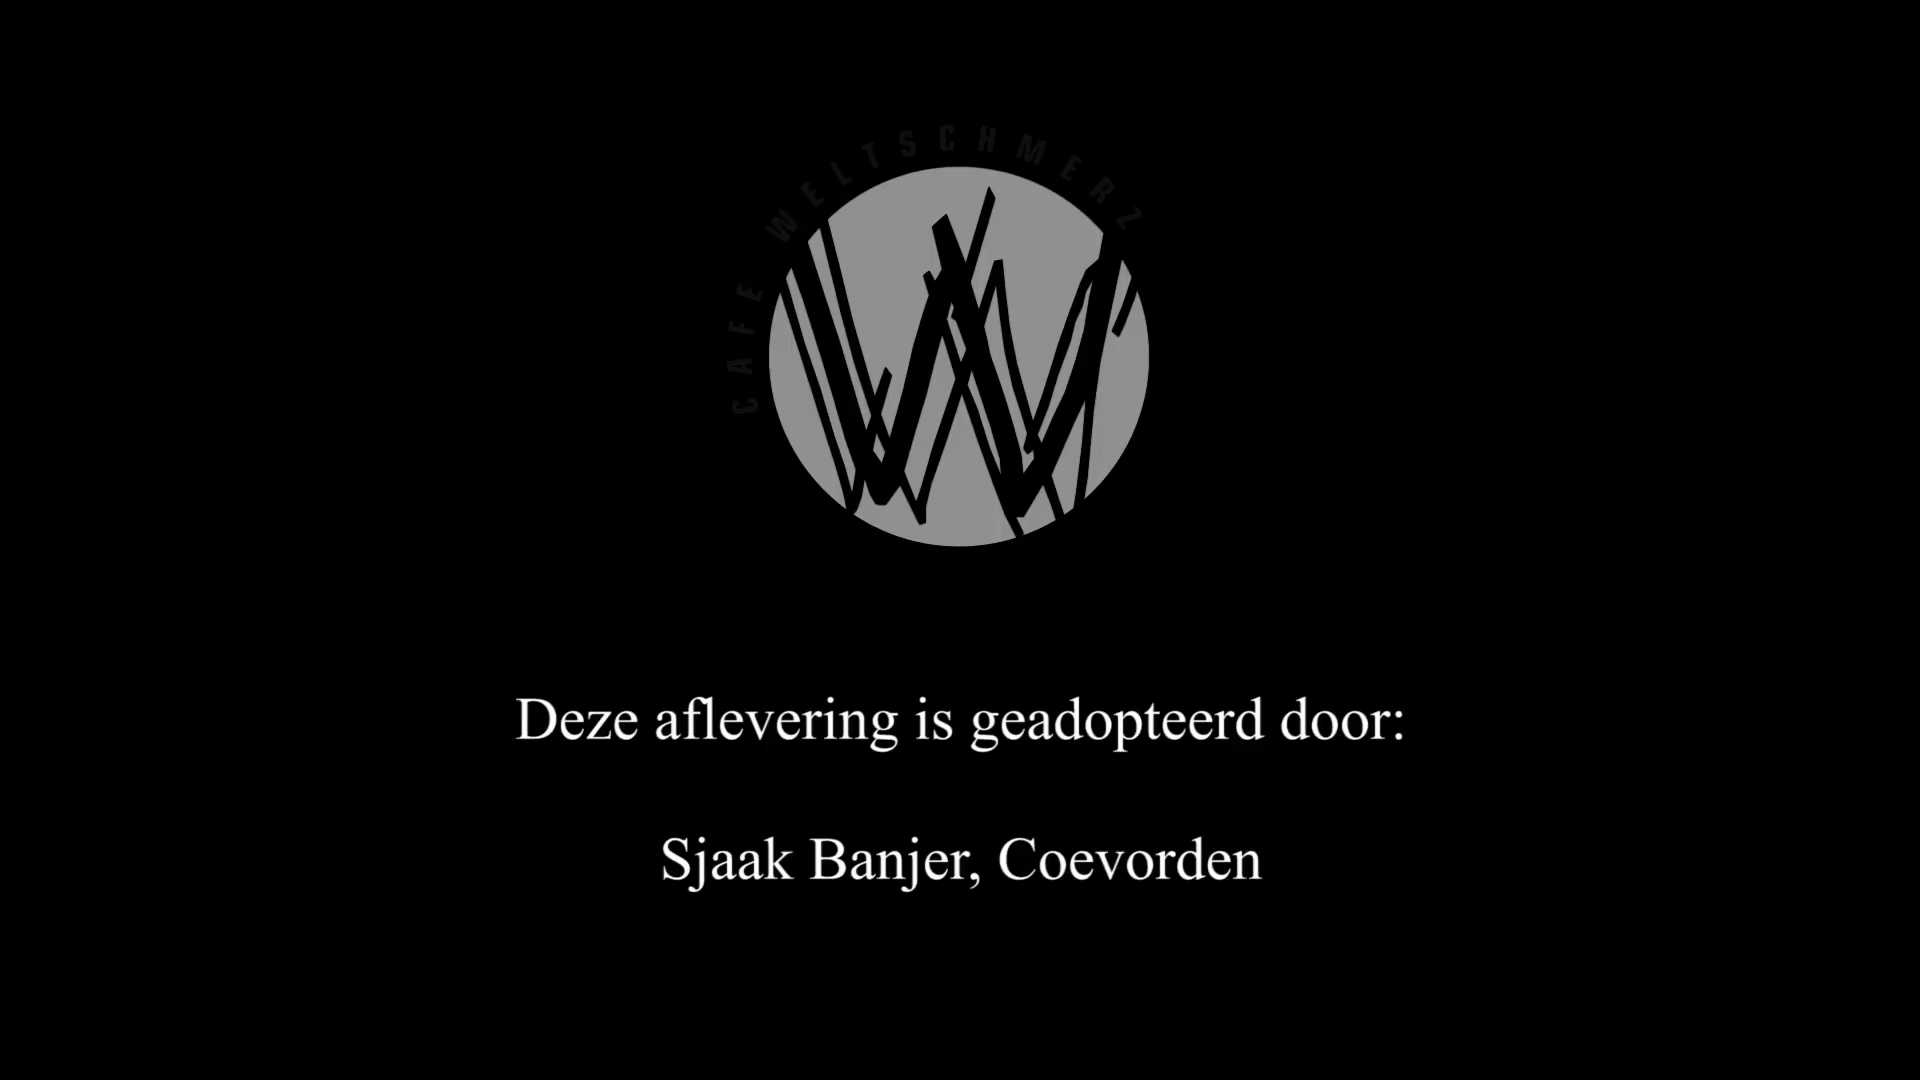 CAFE WELTSCHMERZ
Deze aflevering is geadopteerd door:
Sjaak Banjer, Coevorden